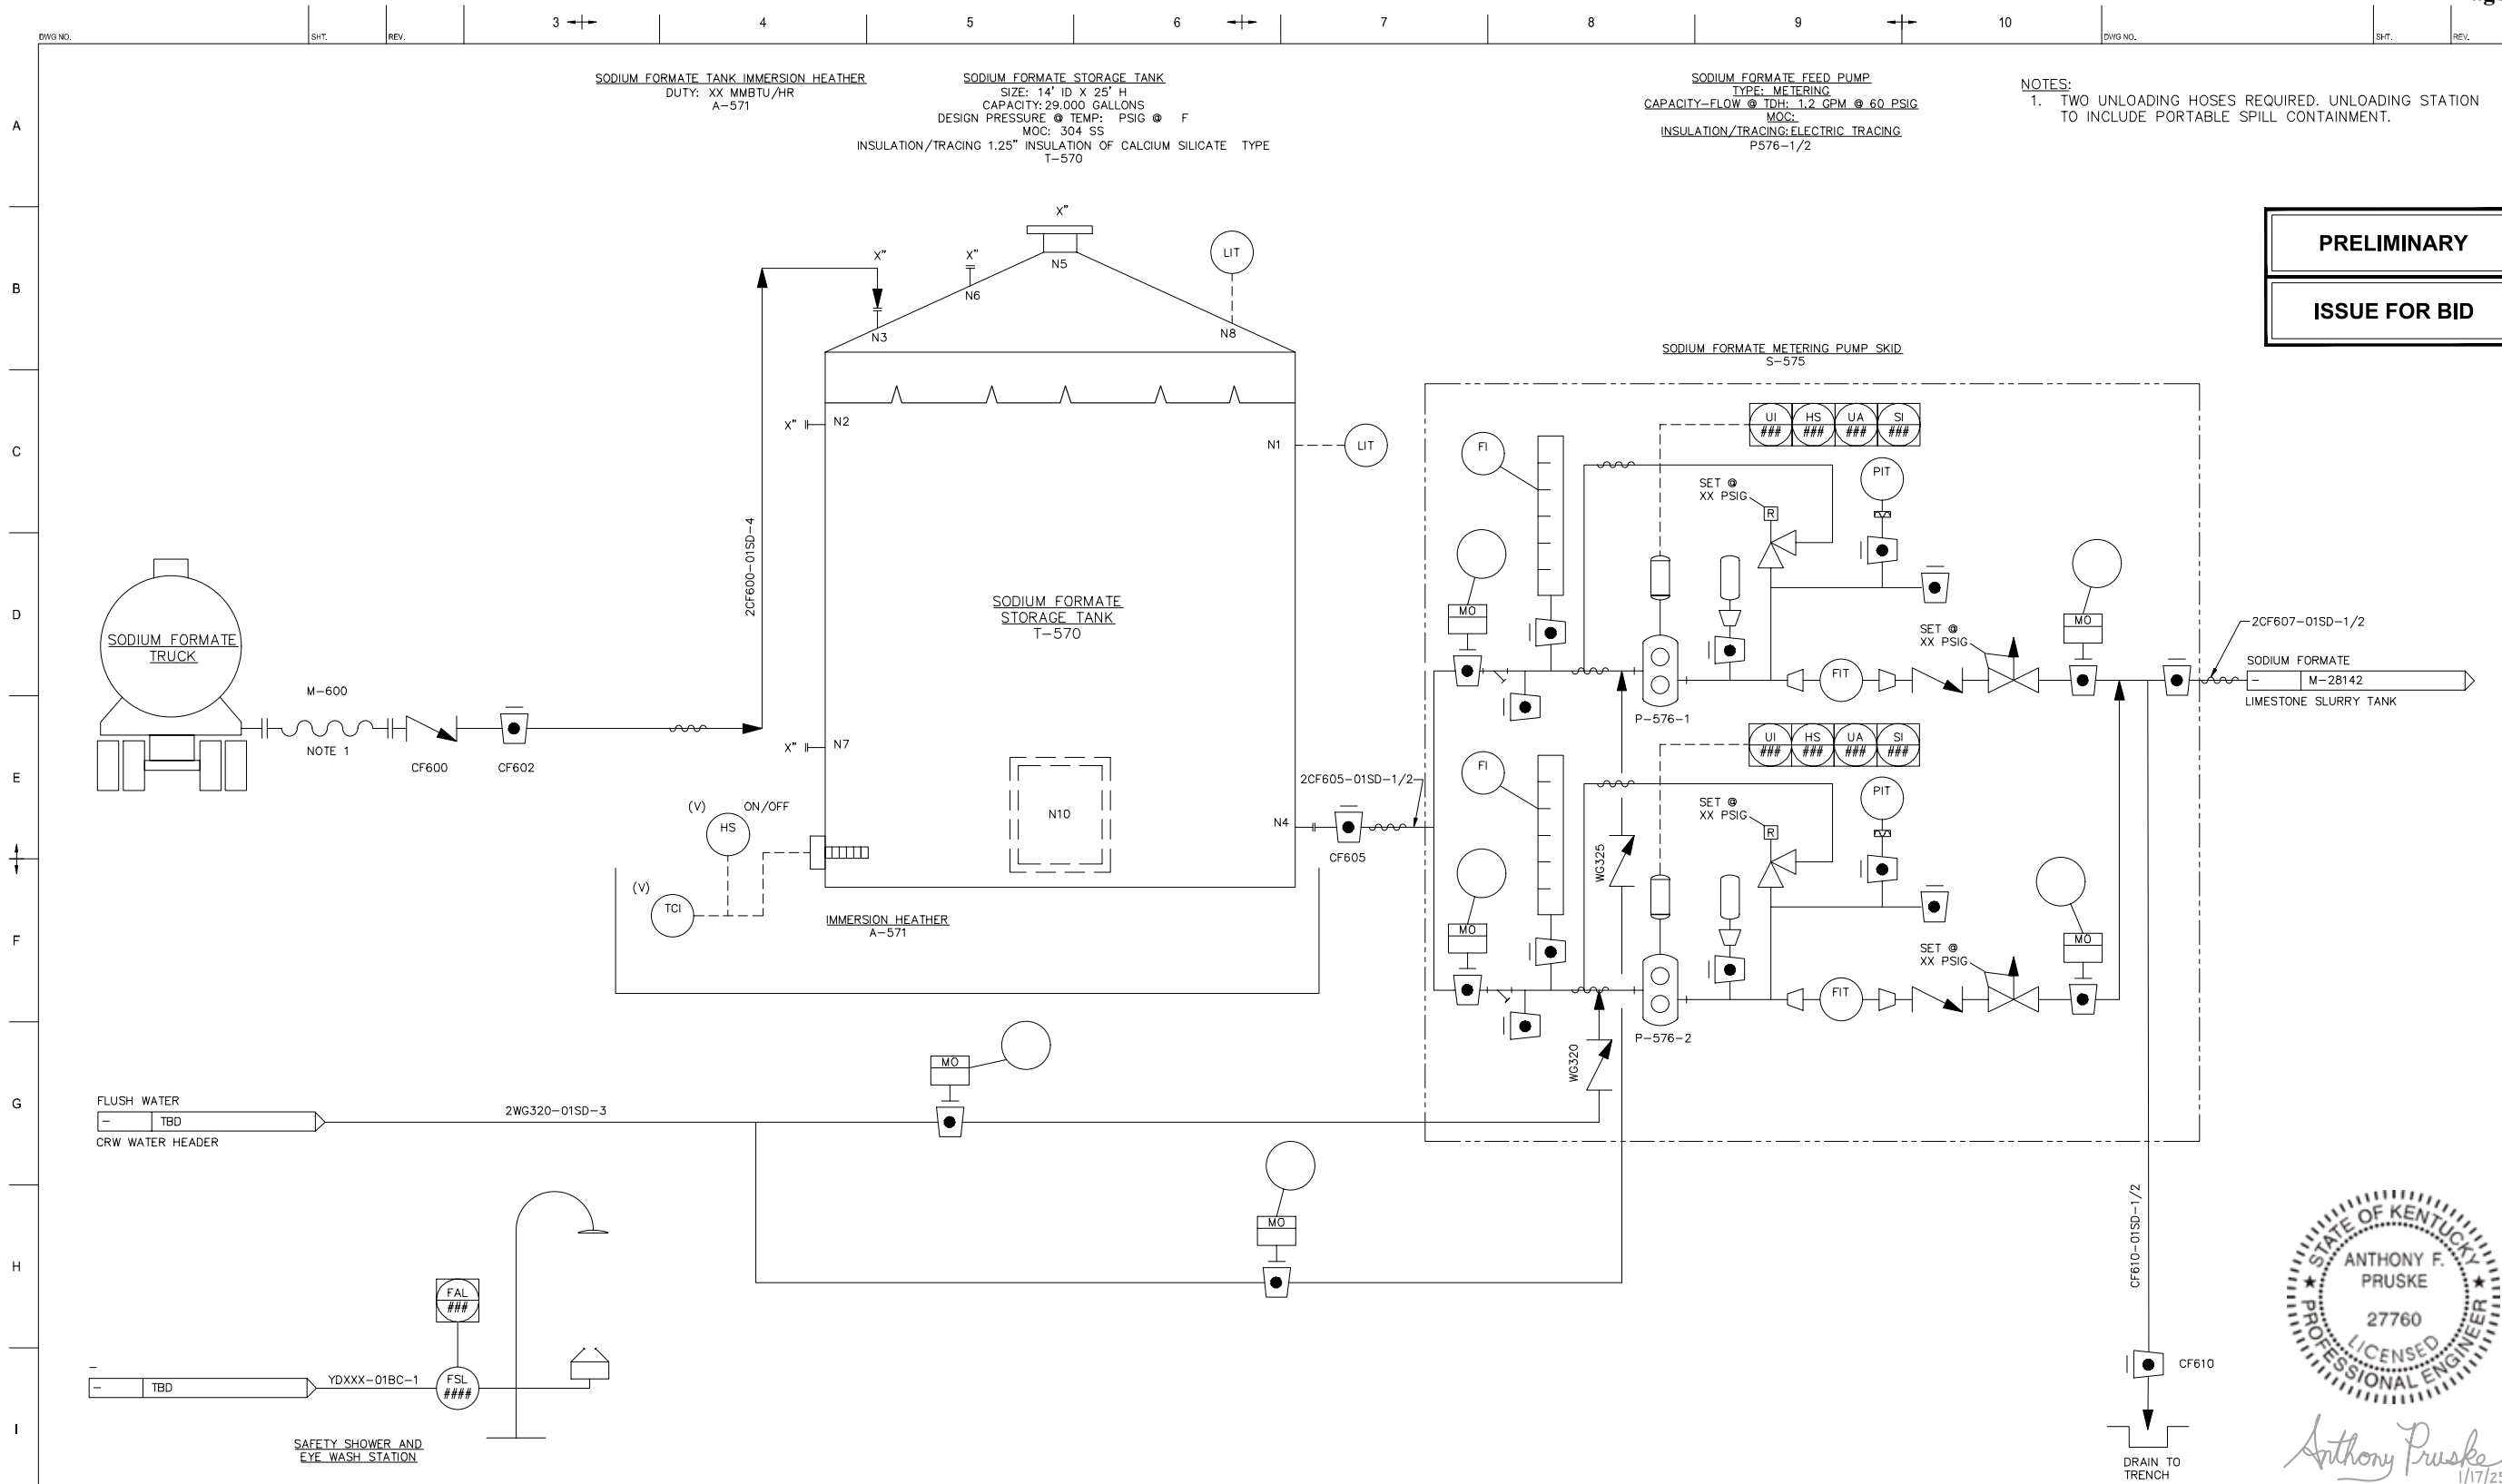 DWG NO.
SHT.
REV.
3
4
5
6
7
8
9
10
DWG NO.
SHT.
REV.
A
B
C
D
E
F
G
H
I
SODIUM FORMATE TANK IMMERSION HEATHER
DUTY: XX MMBTU/HR
A-571
SODIUM FORMATE STORAGE TANK
SIZE: 14' ID X 25' H
CAPACITY: 29.000 GALLONS
DESIGN PRESSURE @ TEMP: PSIG @ F
MOC: 304 SS
INSULATION/TRACING 1.25" INSULATION OF CALCIUM SILICATE TYPE
T-570
SODIUM FORMATE FEED PUMP
TYPE: METERING
CAPACITY-FLOW @ TDH: 1.2 GPM @ 60 PSIG
MOC:
INSULATION/TRACING: ELECTRIC TRACING
P576-1/2
NOTES:
1. TWO UNLOADING HOSES REQUIRED. UNLOADING STATION
TO INCLUDE PORTABLE SPILL CONTAINMENT.
PRELIMINARY
ISSUE FOR BID
X"
N5
X"
N6
X"
N3
LIT
N8
X"
N2
N1
LIT
2CF600-01SD-4
SODIUM FORMATE
STORAGE TANK
T-570
SODIUM FORMATE
TRUCK
M-600
NOTE 1
CF600
CF602
X"
N7
N10
N4
CF605
2CF605-01SD-1/2
(V)
ON/OFF
HS
(V)
TCI
IMMERSION HEATHER
A-571
SODIUM FORMATE METERING PUMP SKID
S-575
UI
###
HS
###
UA
###
SI
###
FI
SET @
XX PSIG
R
PIT
MO
SET @
XX PSIG
MO
FIT
P-576-1
2CF607-01SD-1/2
SODIUM FORMATE
-
M-28142
LIMESTONE SLURRY TANK
UI
###
HS
###
UA
###
SI
###
FI
SET @
XX PSIG
R
PIT
WG325
MO
SET @
XX PSIG
MO
FIT
P-576-2
WG320
FLUSH WATER
-
TBD
CRW WATER HEADER
2WG320-01SD-3
MO
MO
FAL
###
-
-
TBD
YDXXX-01BC-1
FSL
####
SAFETY SHOWER AND
EYE WASH STATION
CF610-01SD-1/2
CF610
DRAIN TO
TRENCH
STATE OF KENTUCKY
ANTHONY F.
PRUSKE
27760
LICENSED
PROFESSIONAL ENGINEER
Anthony Pruske
1/17/25